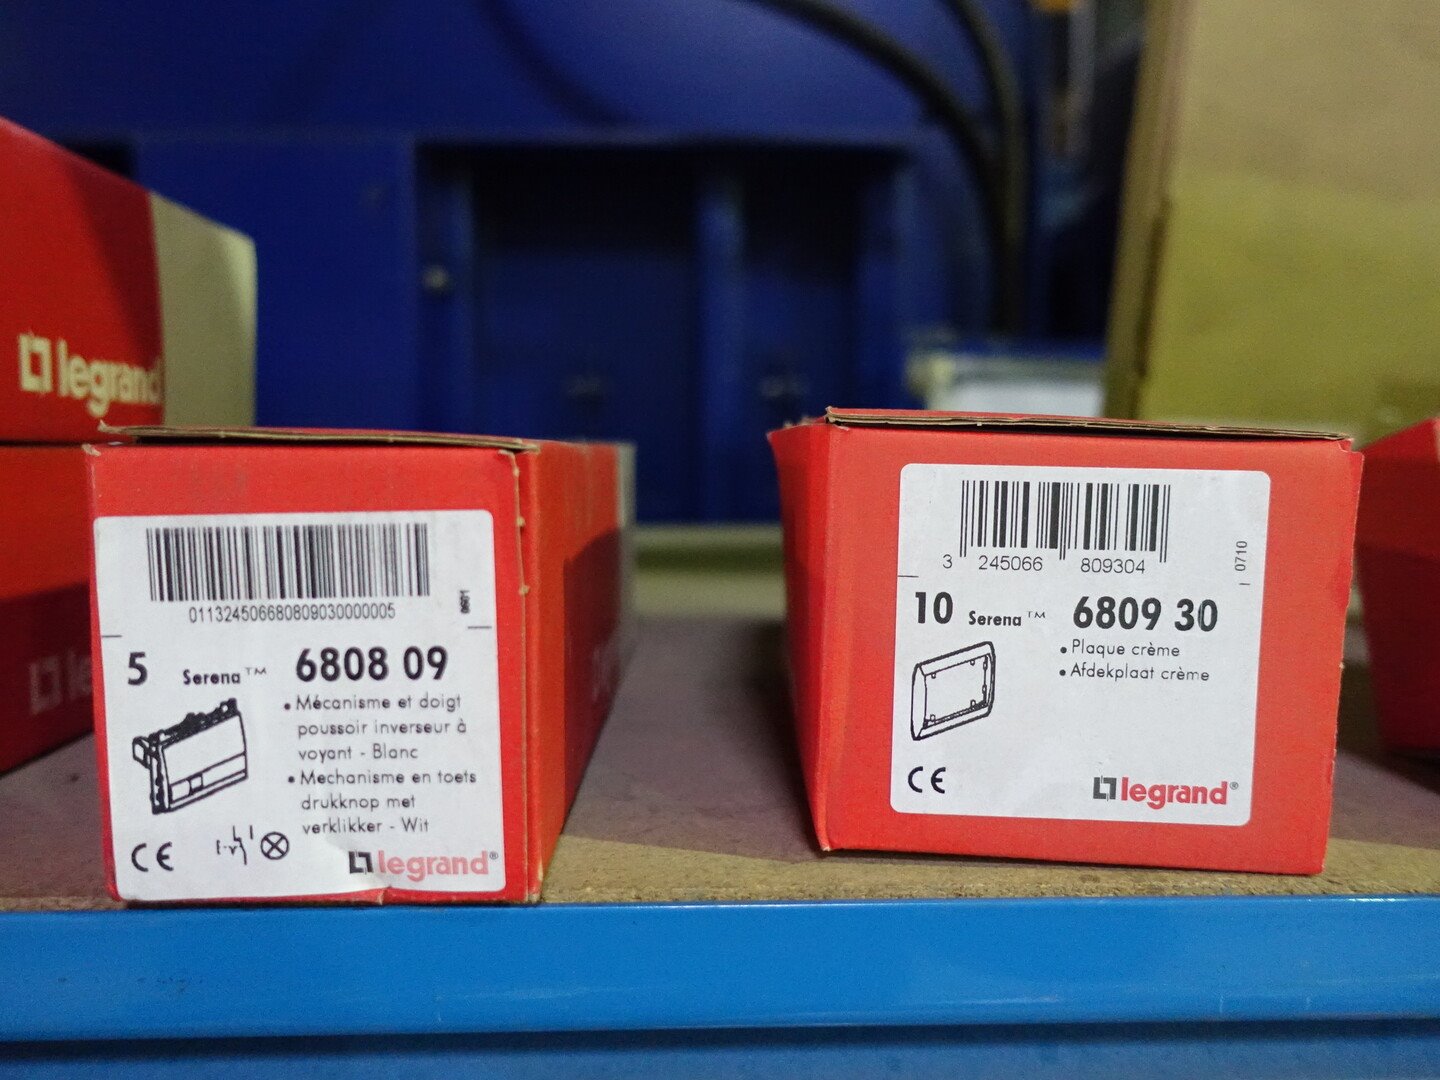 legrand
01132450668080903000000005
0901
5 Serena™ 6808 09
• Mécanisme et doigt
poussoir inverseur à
voyant - Blanc
• Mechanisme en toets
drukknop met
verklikker - Wit
CE
legrand®
3 245066 809304
0710
10 Serena™ 6809 30
• Plaque crème
• Afdekplaat crème
CE
legrand®